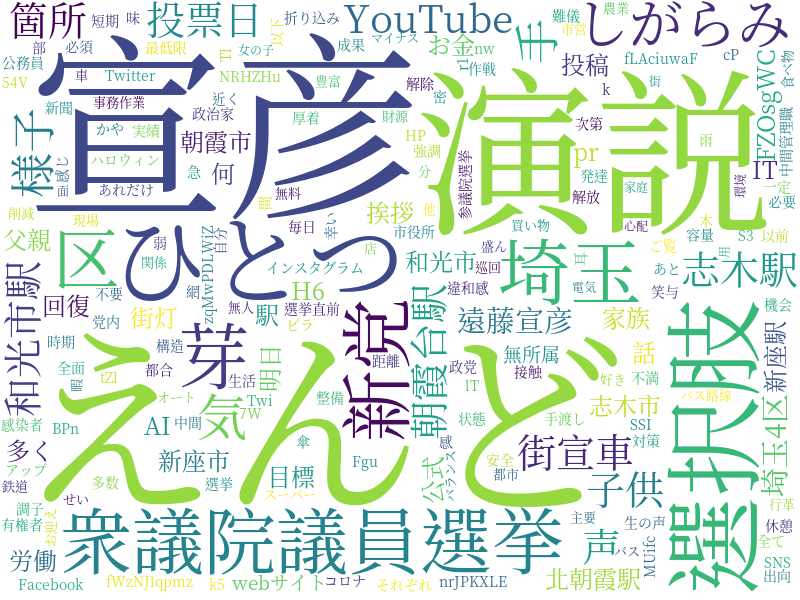 箇所
短期
味
折り込み
投票日
YouTube
しがらみ
難儀
農業
市営
部
必須
最低限
以下
女の子
成果
マイナス
お金
nw
手
fLAciuwaF
cP
食べ物
公務員
車
Twitter
TI
NRHZHu
豊富
rl
作戦
投稿
街
FZOsgWC
54V
新聞
事務作業
近く
解除
密
k
中間管理職
様子
かや
実績
政治家
厚着
財源
HP
次第
雨
朝霞市
何
強調
pr
IT
ハロウィン
急
分
参議院選挙
発達
家庭
一定
面
感じ
あれだけ
無料
解放
環境
必要
宣彦
演説
削減
現場
間
毎日
挨拶
他
買い物
心配
木
容量
S3
以前
父親
区
ひとつ
自分
幸い
市役所
盛ん
耳
ご覧
弱
関係
店
和光市
巡回
あと
志木駅
zqMwPDLWiZ
インスタグラム
違和感
電気
笑与
埼玉
不要
網
無人
H6
機会
和光市駅
回復
党内
街灯
駅
選挙直前
ビラ
遠藤宣彦
家族
新座駅
時期
芽
構造
明日
新党
距離
朝霞台駅
政党
無所属
話
選択肢
全面
暇
都合
生活
IT
接触
好き
不満
バス路線
tZl
オート
気
7W
Twi
整備
状態
手渡し
志木市
埼玉4区
感染者
BPn
AI
中間
傘
感
SSI
対策
えんど
多く
新座市
Fgu
公式
バランス
安全
街宣車
アップ
多数
選挙
目標
都市
子供
鉄道
スーパー
行革
調子
せい
主要
生の声
休憩
有権者
お迎え
衆議院議員選挙
声
バス
全て
労働
MUifc
SNS
北朝霞駅
出向
Facebook
fWzNJlqpmz
k5
webサイト
コロナ
それぞれ
nrJPKXLE